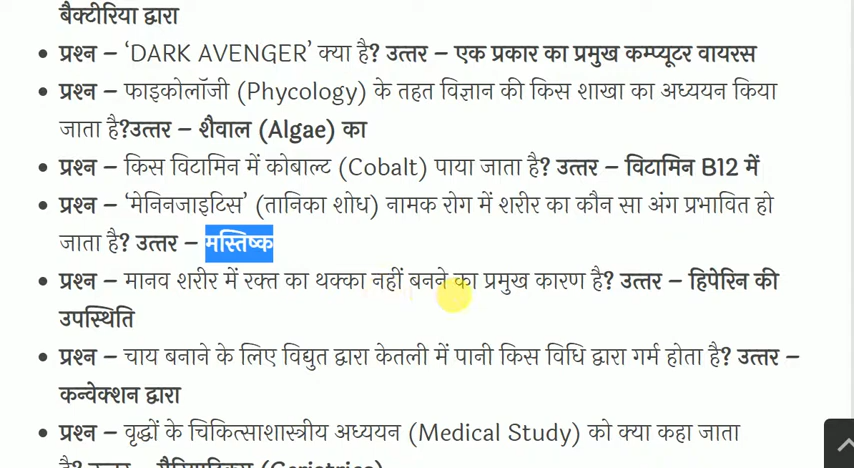 बैक्टीरिया द्वारा
प्रश्न – ‘DARK AVENGER’ क्या है? उत्तर – एक प्रकार का प्रमुख कम्प्यूटर वायरस
प्रश्न – फाइकोलॉजी (Phycology) के तहत विज्ञान की किस शाखा का अध्ययन किया
जाता है?उत्तर – शैवाल (Algae) का
प्रश्न – किस विटामिन में कोबाल्ट (Cobalt) पाया जाता है? उत्तर – विटामिन B12 में
प्रश्न – ‘मेनिनजाइटिस’ (तानिका शोध) नामक रोग में शरीर का कौन सा अंग प्रभावित हो
जाता है? उत्तर – मस्तिष्क
प्रश्न – मानव शरीर में रक्त का थक्का नहीं बनने का प्रमुख कारण है? उत्तर – हिपेरिन की
उपस्थिति
प्रश्न – चाय बनाने के लिए विद्युत द्वारा केतली में पानी किस विधि द्वारा गर्म होता है? उत्तर –
कन्वेक्शन द्वारा
प्रश्न – वृद्धों के चिकित्साशास्त्रीय अध्ययन (Medical Study) को क्या कहा जाता
है? उत्तर – (Geriatrics)